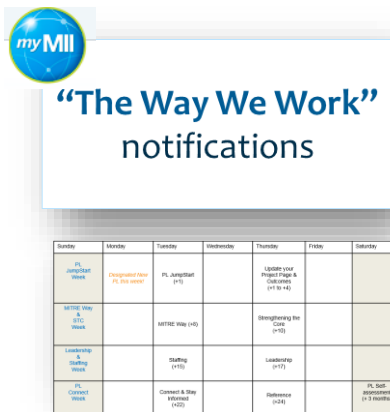 myMII
“The Way We Work”
notifications
Sunday Monday Tuesday Wednesday Thursday Friday Saturday
PL
JumpStart
Week
Designated New
PL this week!
PL JumpStart
(+1)
Update your
Project Page &
Outcomes
(+1 to +4)
MITRE Way
&
STC
Week
MITRE Way (+8)
Strengthening the
Core
(+10)
Leadership
&
Staffing
Week
Staffing
(+15)
Leadership
(+17)
PL
Connect
Week
Connect & Stay
Informed
(+22)
Reference
(+24)
PL Self-
assessment
(+ 3 months)